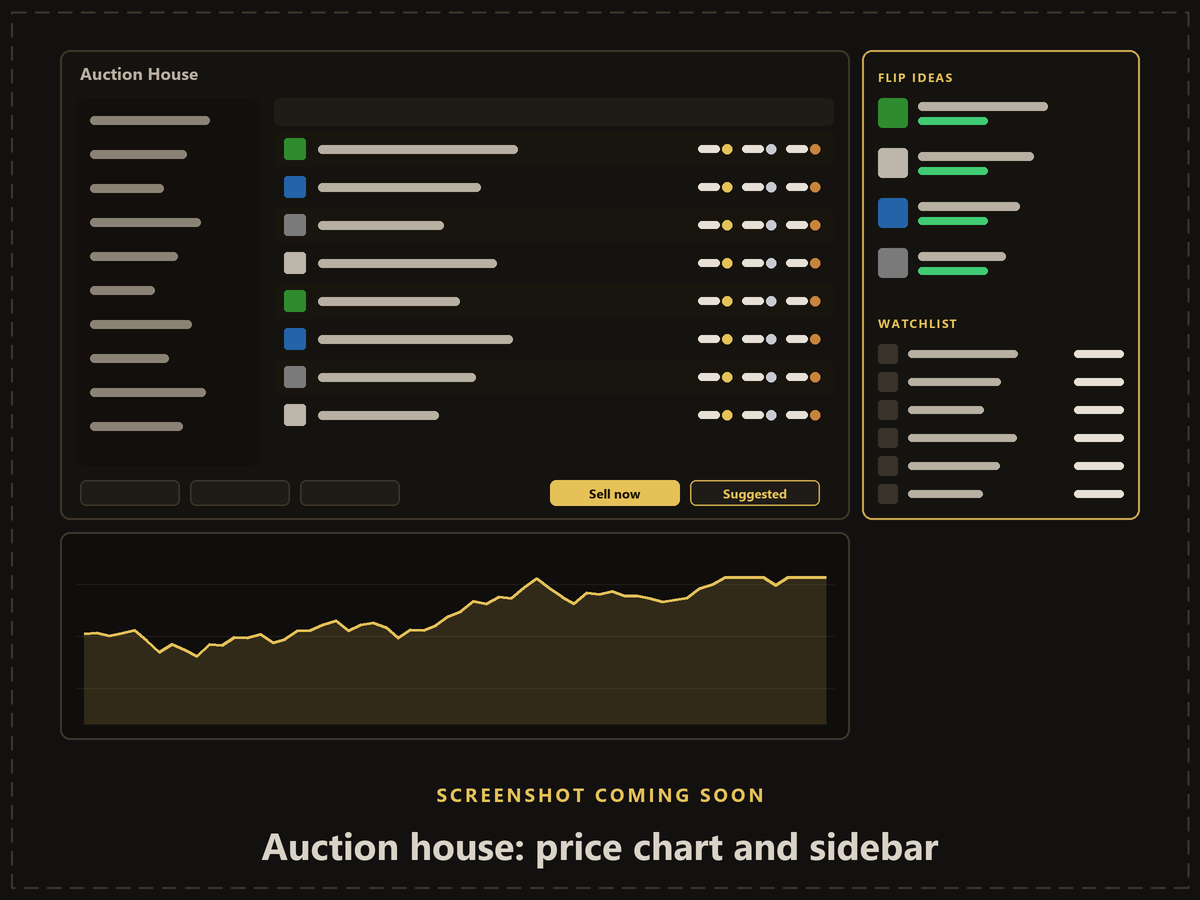 Auction House
FLIP IDEAS
WATCHLIST
Sell now
Suggested
SCREENSHOT COMING SOON
Auction house: price chart and sidebar